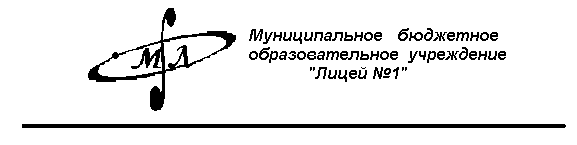 Муниципальное бюджетное
образовательное учреждение
"Лицей №1"
М Л